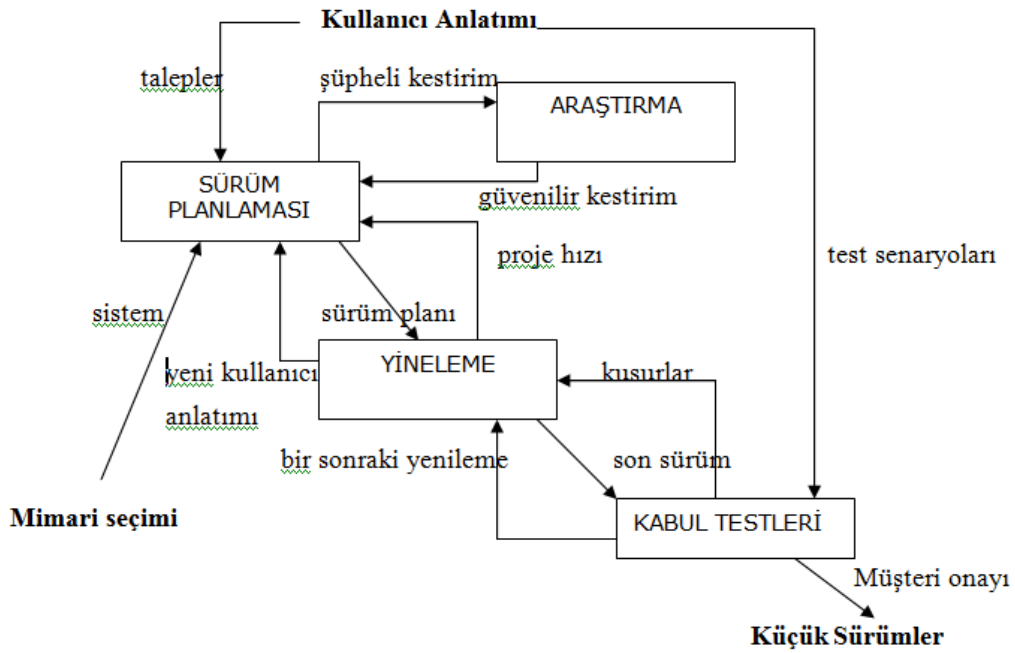 Kullanıcı Anlatımı
talepler
şüpheli kestirim
ARAŞTIRMA
SÜRÜM
PLANLAMASI
güvenilir kestirim
proje hızı
test senaryoları
sistem
sürüm planı
YİNELEME
yeni kullanıcı
anlatımı
kusurlar
bir sonraki yenileme
son sürüm
Mimari seçimi
KABUL TESTLERİ
Müşteri onayı
Küçük Sürümler